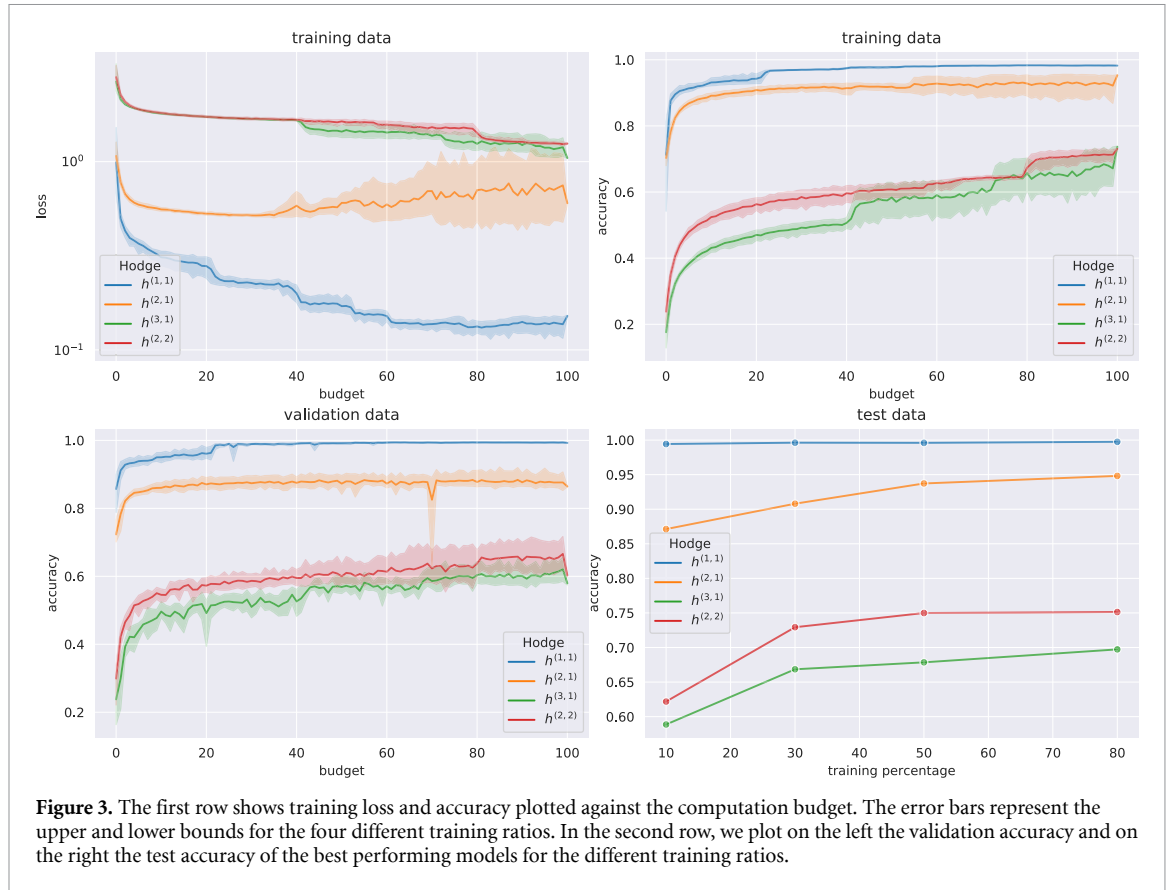 training data
10⁰
10⁻¹
loss
Hodge
h⁽¹,¹⁾
h⁽²,¹⁾
h⁽³,¹⁾
h⁽²,²⁾
0 20 40 60 80 100
budget
training data
1.0
0.8
0.6
0.4
0.2
accuracy
Hodge
h⁽¹,¹⁾
h⁽²,¹⁾
h⁽³,¹⁾
h⁽²,²⁾
0 20 40 60 80 100
budget
validation data
1.0
0.8
0.6
0.4
0.2
accuracy
Hodge
h⁽¹,¹⁾
h⁽²,¹⁾
h⁽³,¹⁾
h⁽²,²⁾
0 20 40 60 80 100
budget
test data
1.00
0.95
0.90
0.85
0.80
0.75
0.70
0.65
0.60
accuracy
Hodge
h⁽¹,¹⁾
h⁽²,¹⁾
h⁽³,¹⁾
h⁽²,²⁾
10 20 30 40 50 60 70 80
training percentage
Figure 3. The first row shows training loss and accuracy plotted against the computation budget. The error bars represent the
upper and lower bounds for the four different training ratios. In the second row, we plot on the left the validation accuracy and on
the right the test accuracy of the best performing models for the different training ratios.